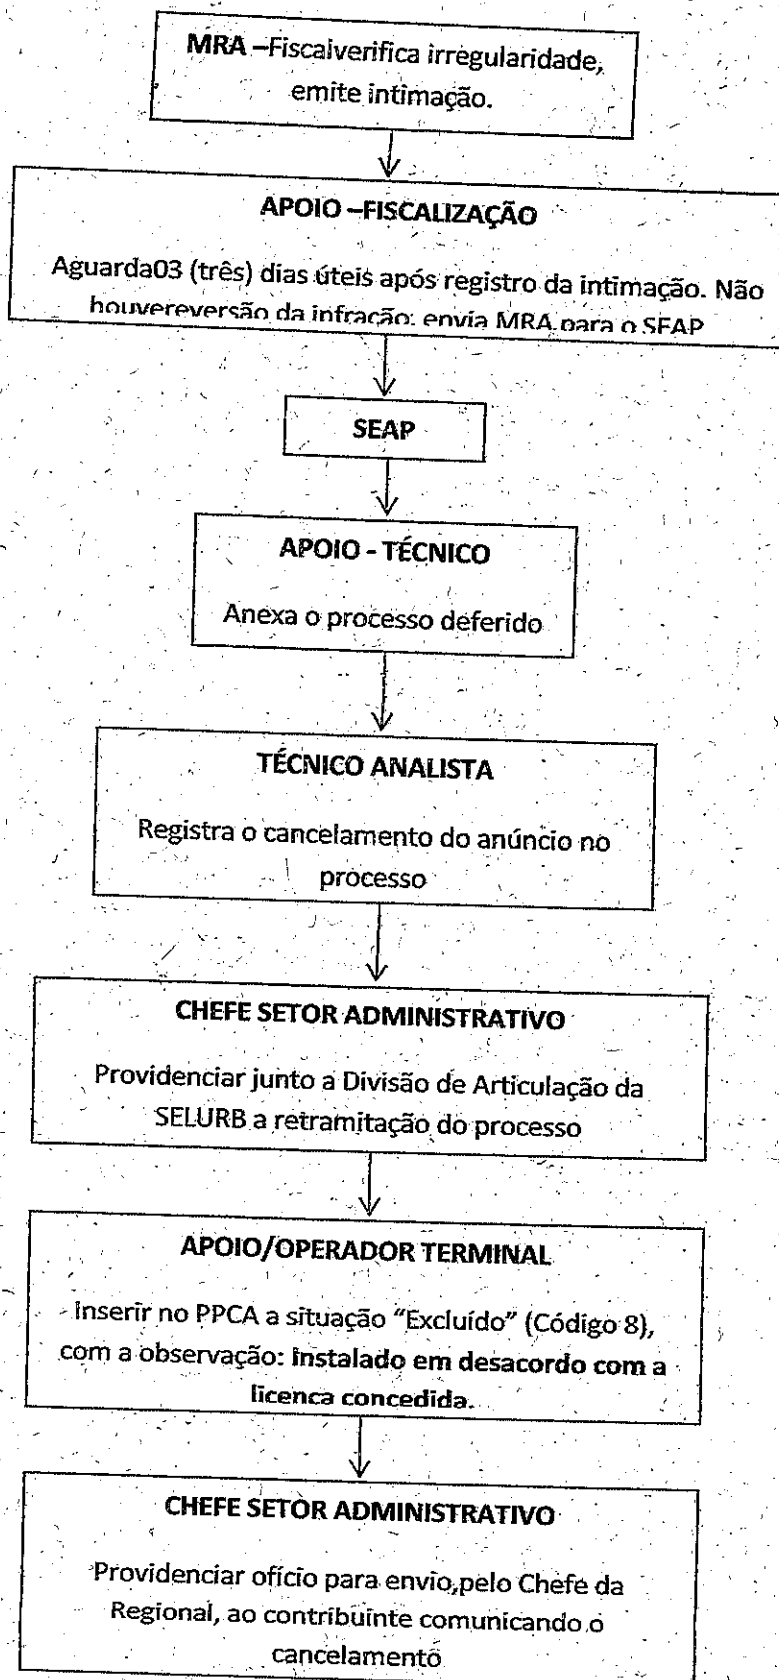 MRA –Fiscalverifica irregularidade,
emite intimação.
APOIO –FISCALIZAÇÃO
Aguarda03 (três) dias úteis após registro da intimação. Não
houvereversão da infração: envia MRA para o SEAP
SEAP
APOIO - TÉCNICO
Anexa o processo deferido
TÉCNICO ANALISTA
Registra o cancelamento do anúncio no
processo
CHEFE SETOR ADMINISTRATIVO
Providenciar junto a Divisão de Articulação da
SELURB a retramitação do processo
APOIO/OPERADOR TERMINAL
Inserir no PPCA a situação “Excluído” (Código 8),
com a observação: Instalado em desacordo com a
licenca concedida.
CHEFE SETOR ADMINISTRATIVO
Providenciar ofício para envio,pelo Chefe da
Regional, ao contribuinte comunicando o
cancelamento